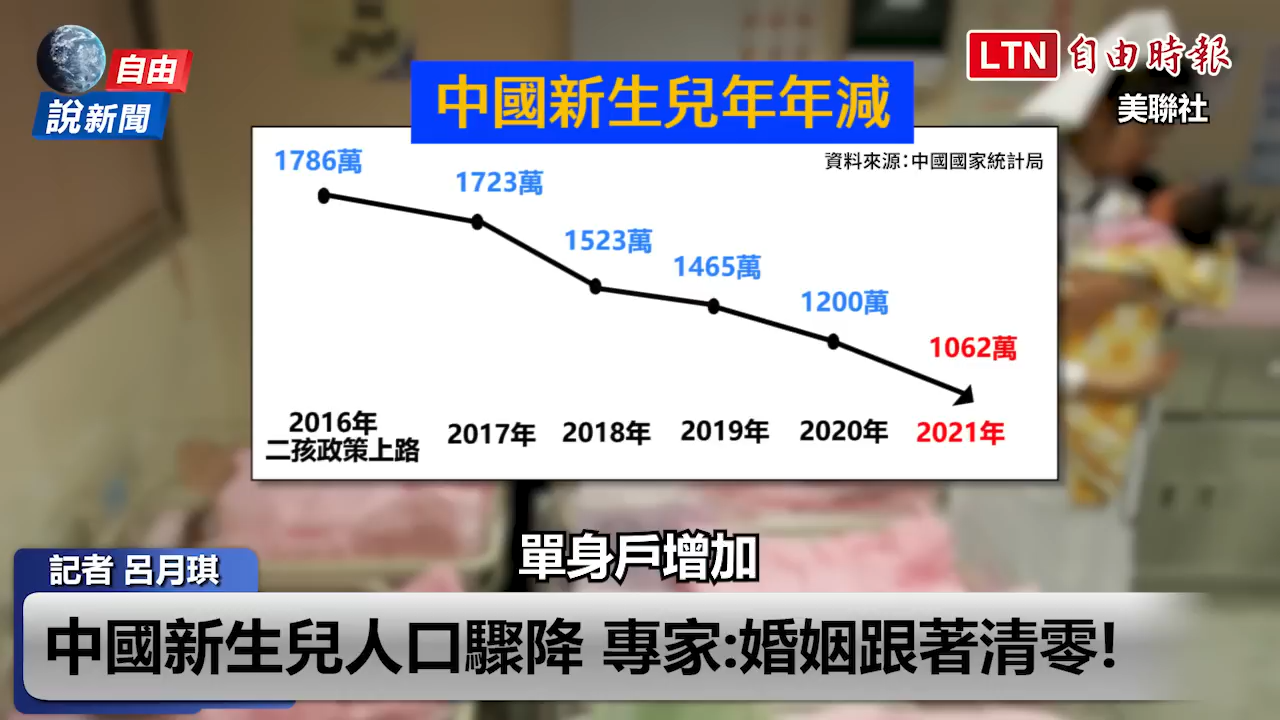 自由
說新聞
LTN 自由時報
美聯社
中國新生兒年年減
資料來源:中國國家統計局
1786萬
1723萬
1523萬
1465萬
1200萬
1062萬
2016年
二孩政策上路
2017年
2018年
2019年
2020年
2021年
單身戶增加
記者 呂月琪
中國新生兒人口驟降 專家:婚姻跟著清零!